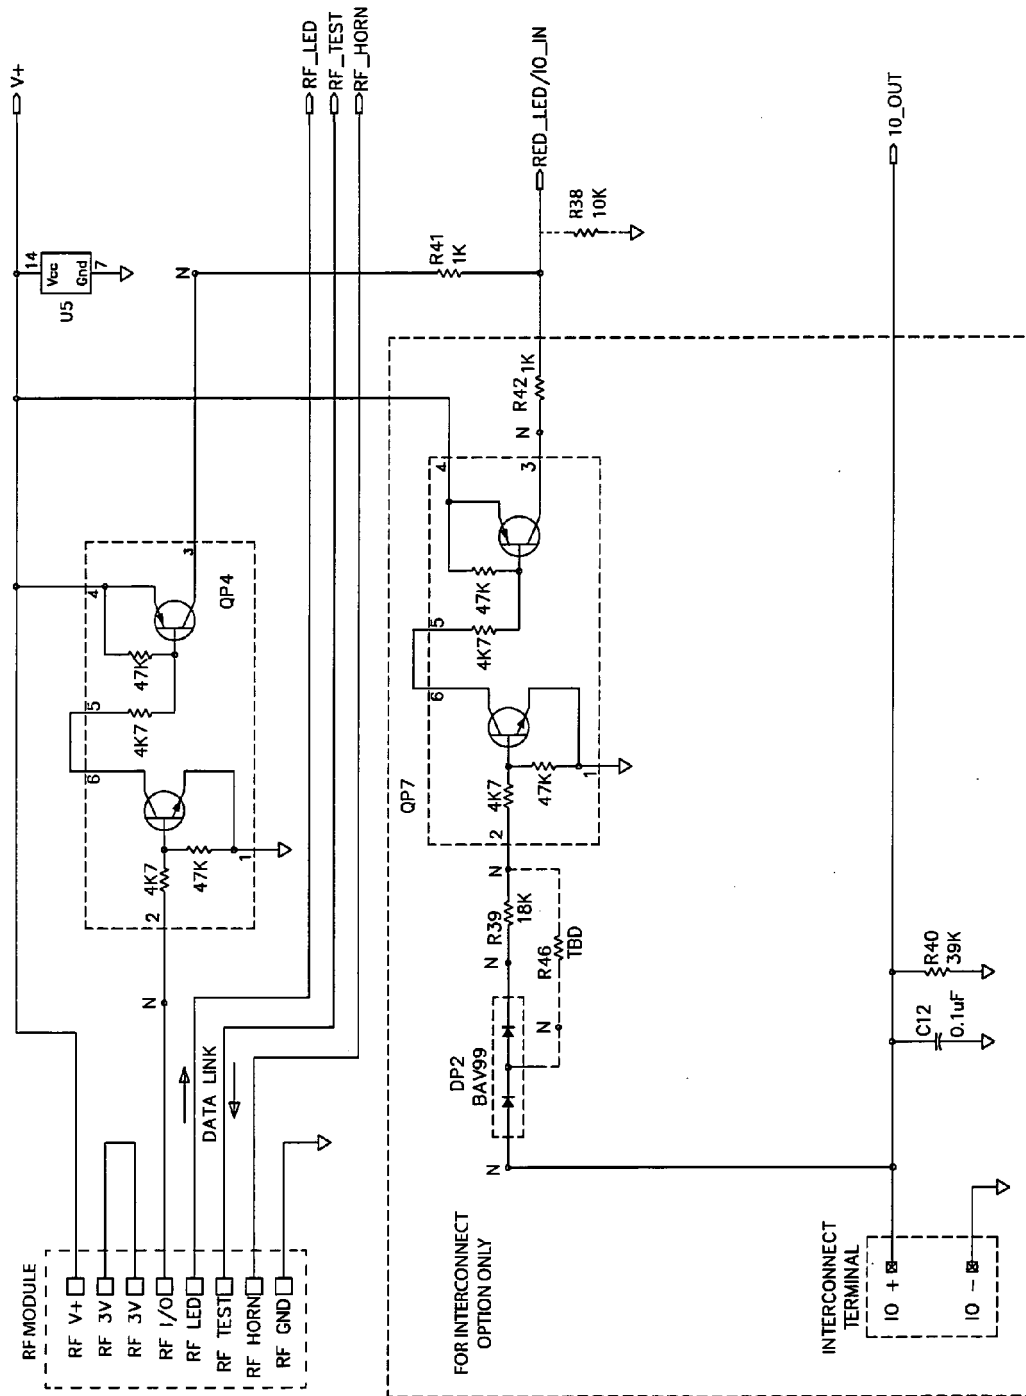 RF MODULE
RF V+
RF 3V
RF 3V
RF I/O
RF LED
RF TEST
RF HORN
RF GND
DATA LINK
N
2
4K7
47K
1
6
5
4K7
47K
4
3
QP4
N
U5
14
Vcc
Gnd
7
V+
RF_LED
RF_TEST
RF_HORN
R41
1K
RED_LED/IO_IN
R38
10K
FOR INTERCONNECT
OPTION ONLY
N
DP2
BAV99
N
R39
18K
N
R46
TBD
N
QP7
2
4K7
47K
1
6
5
4K7
47K
4
3
N
R42
1K
INTERCONNECT
TERMINAL
IO +
IO -
C12
0.1uF
R40
39K
10_OUT